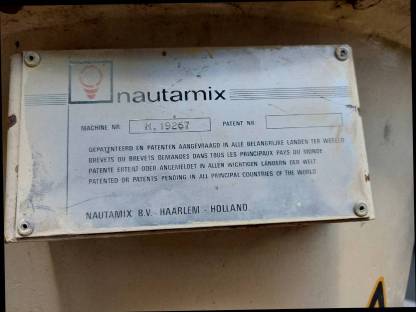 nautamix
MACHINE NR. M.19267 PATENT NR.
GEPATENTEERD EN PATENTEN AANGEVRAAGD IN ALLE BELANGRIJKE LANDEN TER WERELD
BREVETS OU BREVETS DEMANDES DANS TOUS LES PRINCIPAUX PAYS DU MONDE
PATENTE ERTEILT ODER ANGEMELDET IN ALLEN WICHTIGEN LÄNDERN DER WELT
PATENTED OR PATENTS PENDING IN ALL PRINCIPAL COUNTRIES OF THE WORLD
NAUTAMIX B.V. - HAARLEM - HOLLAND